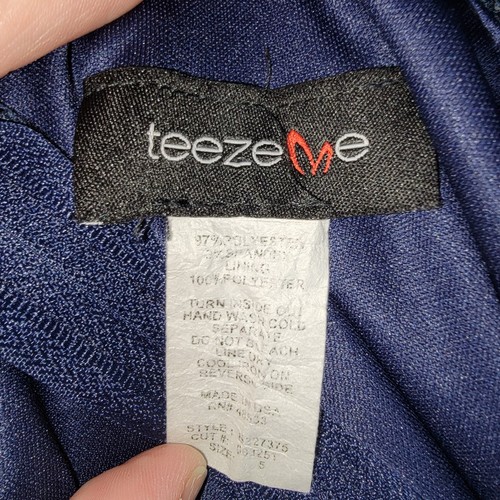 teezeMe
97% POLYESTER
3% SPANDEX
LINING
100% POLYESTER
TURN INSIDE OUT
HAND WASH COLD
SEPARATE
DO NOT BLEACH
LINE DRY
COOL IRON ON
REVERSE SIDE
MADE IN USA
STYLE:
CUT #:
SIZE: S